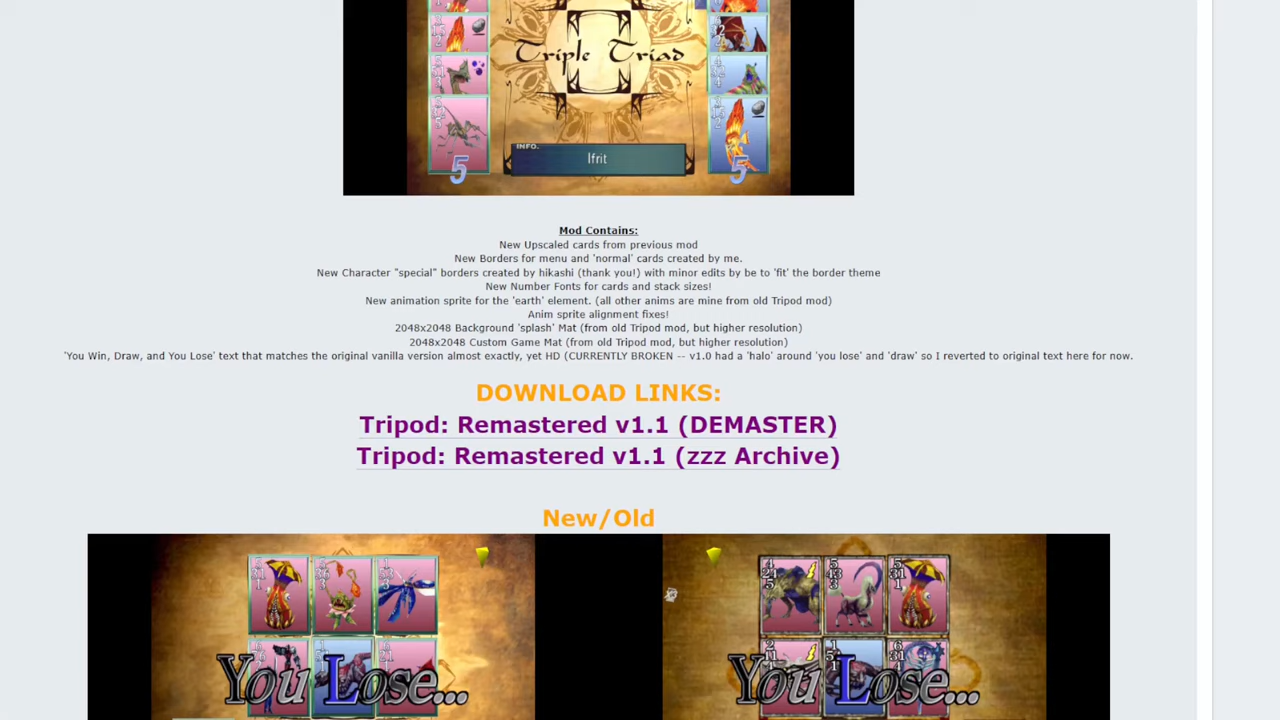 Triple Triad
INFO.
Ifrit
5
5
Mod Contains:
New Upscaled cards from previous mod
New Borders for menu and 'normal' cards created by me.
New Character "special" borders created by hikashi (thank you!) with minor edits by be to 'fit' the border theme
New Number Fonts for cards and stack sizes!
New animation sprite for the 'earth' element. (all other anims are mine from old Tripod mod)
Anim sprite alignment fixes!
2048x2048 Background 'splash' Mat (from old Tripod mod, but higher resolution)
2048x2048 Custom Game Mat (from old Tripod mod, but higher resolution)
'You Win, Draw, and You Lose' text that matches the original vanilla version almost exactly, yet HD (CURRENTLY BROKEN -- v1.0 had a 'halo' around 'you lose' and 'draw' so I reverted to original text here for now.
DOWNLOAD LINKS:
Tripod: Remastered v1.1 (DEMASTER)
Tripod: Remastered v1.1 (zzz Archive)
New/Old
You Lose...
You Lose...